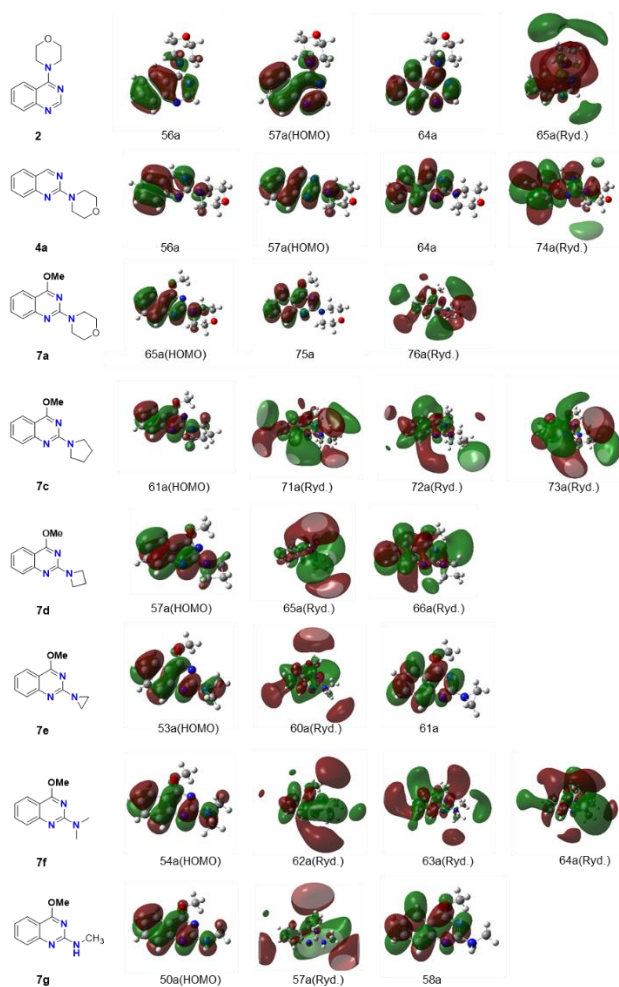 O
N
N
N
2
56a
57a(HOMO)
64a
65a(Ryd.)
N
N
N
O
4a
56a
57a(HOMO)
64a
74a(Ryd.)
OMe
N
N
N
O
7a
65a(HOMO)
75a
76a(Ryd.)
OMe
N
N
N
7c
61a(HOMO)
71a(Ryd.)
72a(Ryd.)
73a(Ryd.)
OMe
N
N
N
7d
57a(HOMO)
65a(Ryd.)
66a(Ryd.)
OMe
N
N
N
7e
53a(HOMO)
60a(Ryd.)
61a
OMe
N
N
N
7f
54a(HOMO)
62a(Ryd.)
63a(Ryd.)
64a(Ryd.)
OMe
N
N
N
CH3
H
7g
50a(HOMO)
57a(Ryd.)
58a